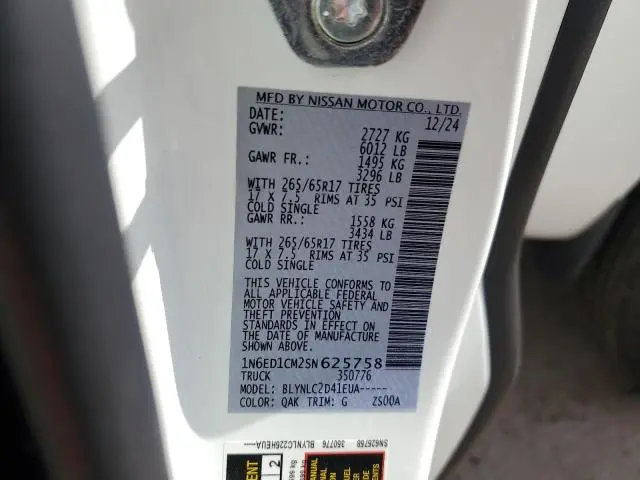 MFD BY NISSAN MOTOR CO., LTD.
DATE: 12/24
GVWR: 2727 KG
6012 LB
GAWR FR.: 1495 KG
3296 LB
WITH 265/65R17 TIRES
17 X 7.5 RIMS AT 35 PSI
COLD SINGLE
GAWR RR.: 1558 KG
3434 LB
WITH 265/65R17 TIRES
17 X 7.5 RIMS AT 35 PSI
COLD SINGLE
THIS VEHICLE CONFORMS TO
ALL APPLICABLE FEDERAL
MOTOR VEHICLE SAFETY AND
THEFT PREVENTION
STANDARDS IN EFFECT ON
THE DATE OF MANUFACTURE
SHOWN ABOVE.
1N6ED1CM2SN625758
TRUCK 350776
MODEL: BLYNLC2D41EUA-----
COLOR: QAK TRIM: G ZS00A
SN625758 350776 BLYNLC226HEUA----
2